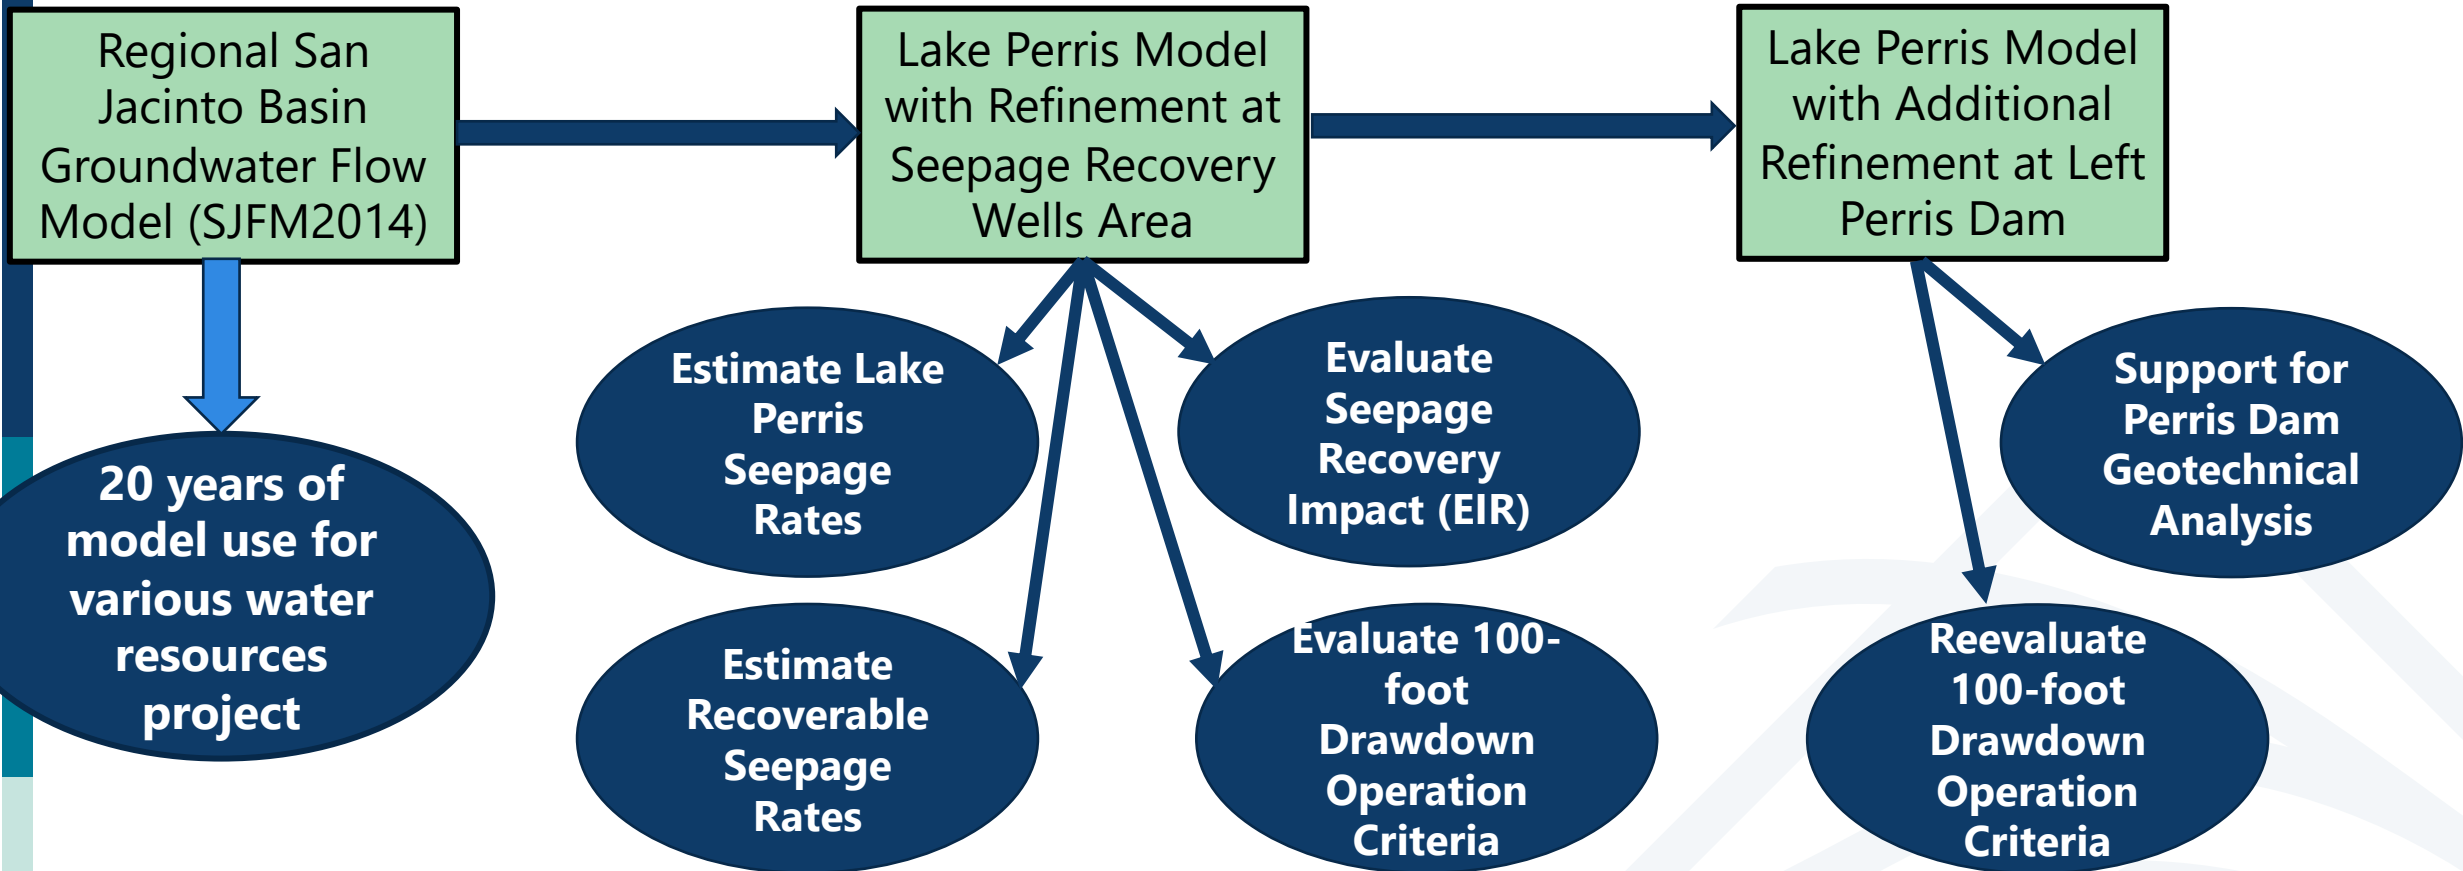 Regional San
Jacinto Basin
Groundwater Flow
Model (SJFM2014)
Lake Perris Model
with Refinement at
Seepage Recovery
Wells Area
Lake Perris Model
with Additional
Refinement at Left
Perris Dam
20 years of
model use for
various water
resources
project
Estimate Lake
Perris
Seepage
Rates
Evaluate
Seepage
Recovery
Impact (EIR)
Estimate
Recoverable
Seepage
Rates
Evaluate 100-
foot
Drawdown
Operation
Criteria
Support for
Perris Dam
Geotechnical
Analysis
Reevaluate
100-foot
Drawdown
Operation
Criteria